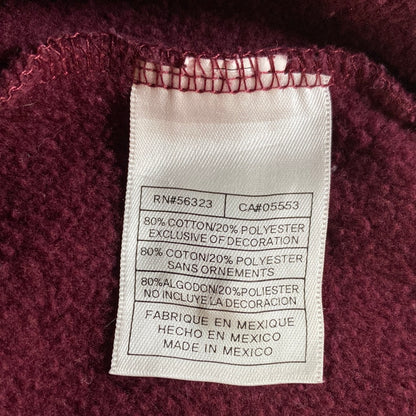 RN#56323 CA#05553
80% COTTON/20% POLYESTER
EXCLUSIVE OF DECORATION
80% COTON/20% POLYESTER
SANS ORNEMENTS
80%ALGODON/20%POLIESTER
NO INCLUYE LA DECORACION
FABRIQUE EN MEXIQUE
HECHO EN MEXICO
MADE IN MEXICO